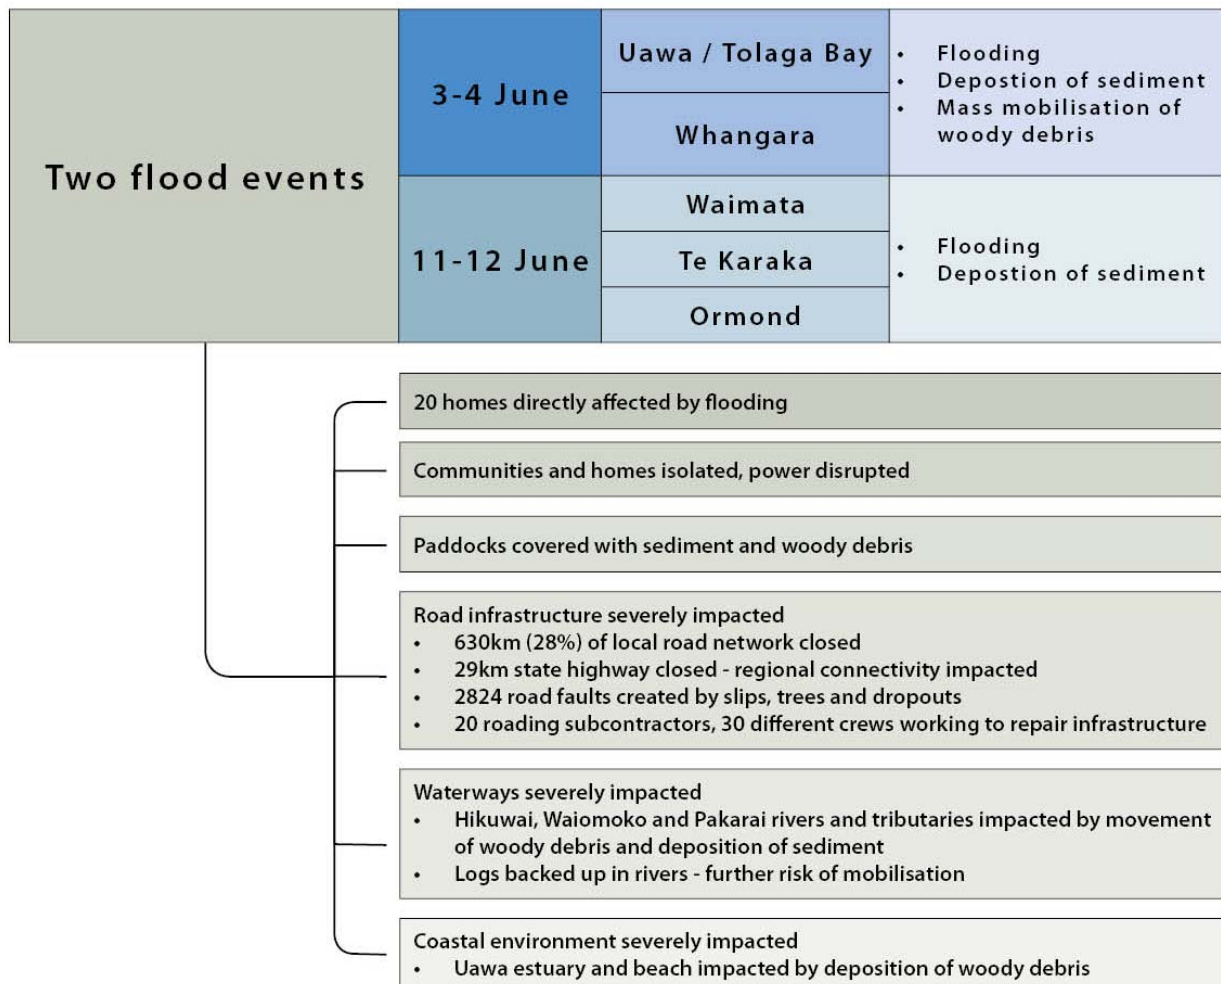 Two flood events
3-4 June
Uawa / Tolaga Bay
Whangara
• Flooding
• Depostion of sediment
• Mass mobilisation of
woody debris
11-12 June
Waimata
Te Karaka
Ormond
• Flooding
• Depostion of sediment
20 homes directly affected by flooding
Communities and homes isolated, power disrupted
Paddocks covered with sediment and woody debris
Road infrastructure severely impacted
• 630km (28%) of local road network closed
• 29km state highway closed - regional connectivity impacted
• 2824 road faults created by slips, trees and dropouts
• 20 roading subcontractors, 30 different crews working to repair infrastructure
Waterways severely impacted
• Hikuwai, Waiomoko and Pakarai rivers and tributaries impacted by movement
of woody debris and deposition of sediment
• Logs backed up in rivers - further risk of mobilisation
Coastal environment severely impacted
• Uawa estuary and beach impacted by deposition of woody debris